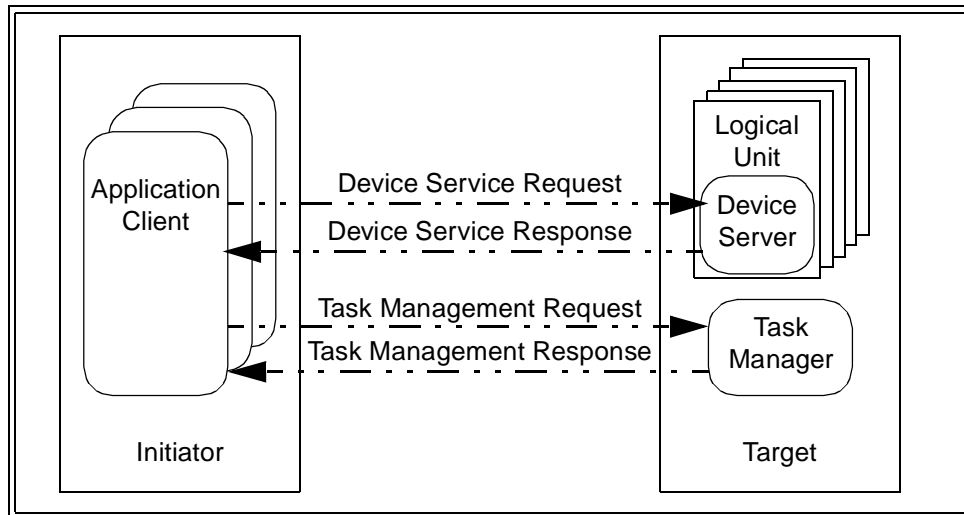 Logical
Unit
Application
Client
Device Service Request
Device
Server
Device Service Response
Task Management Request
Task
Manager
Task Management Response
Initiator
Target